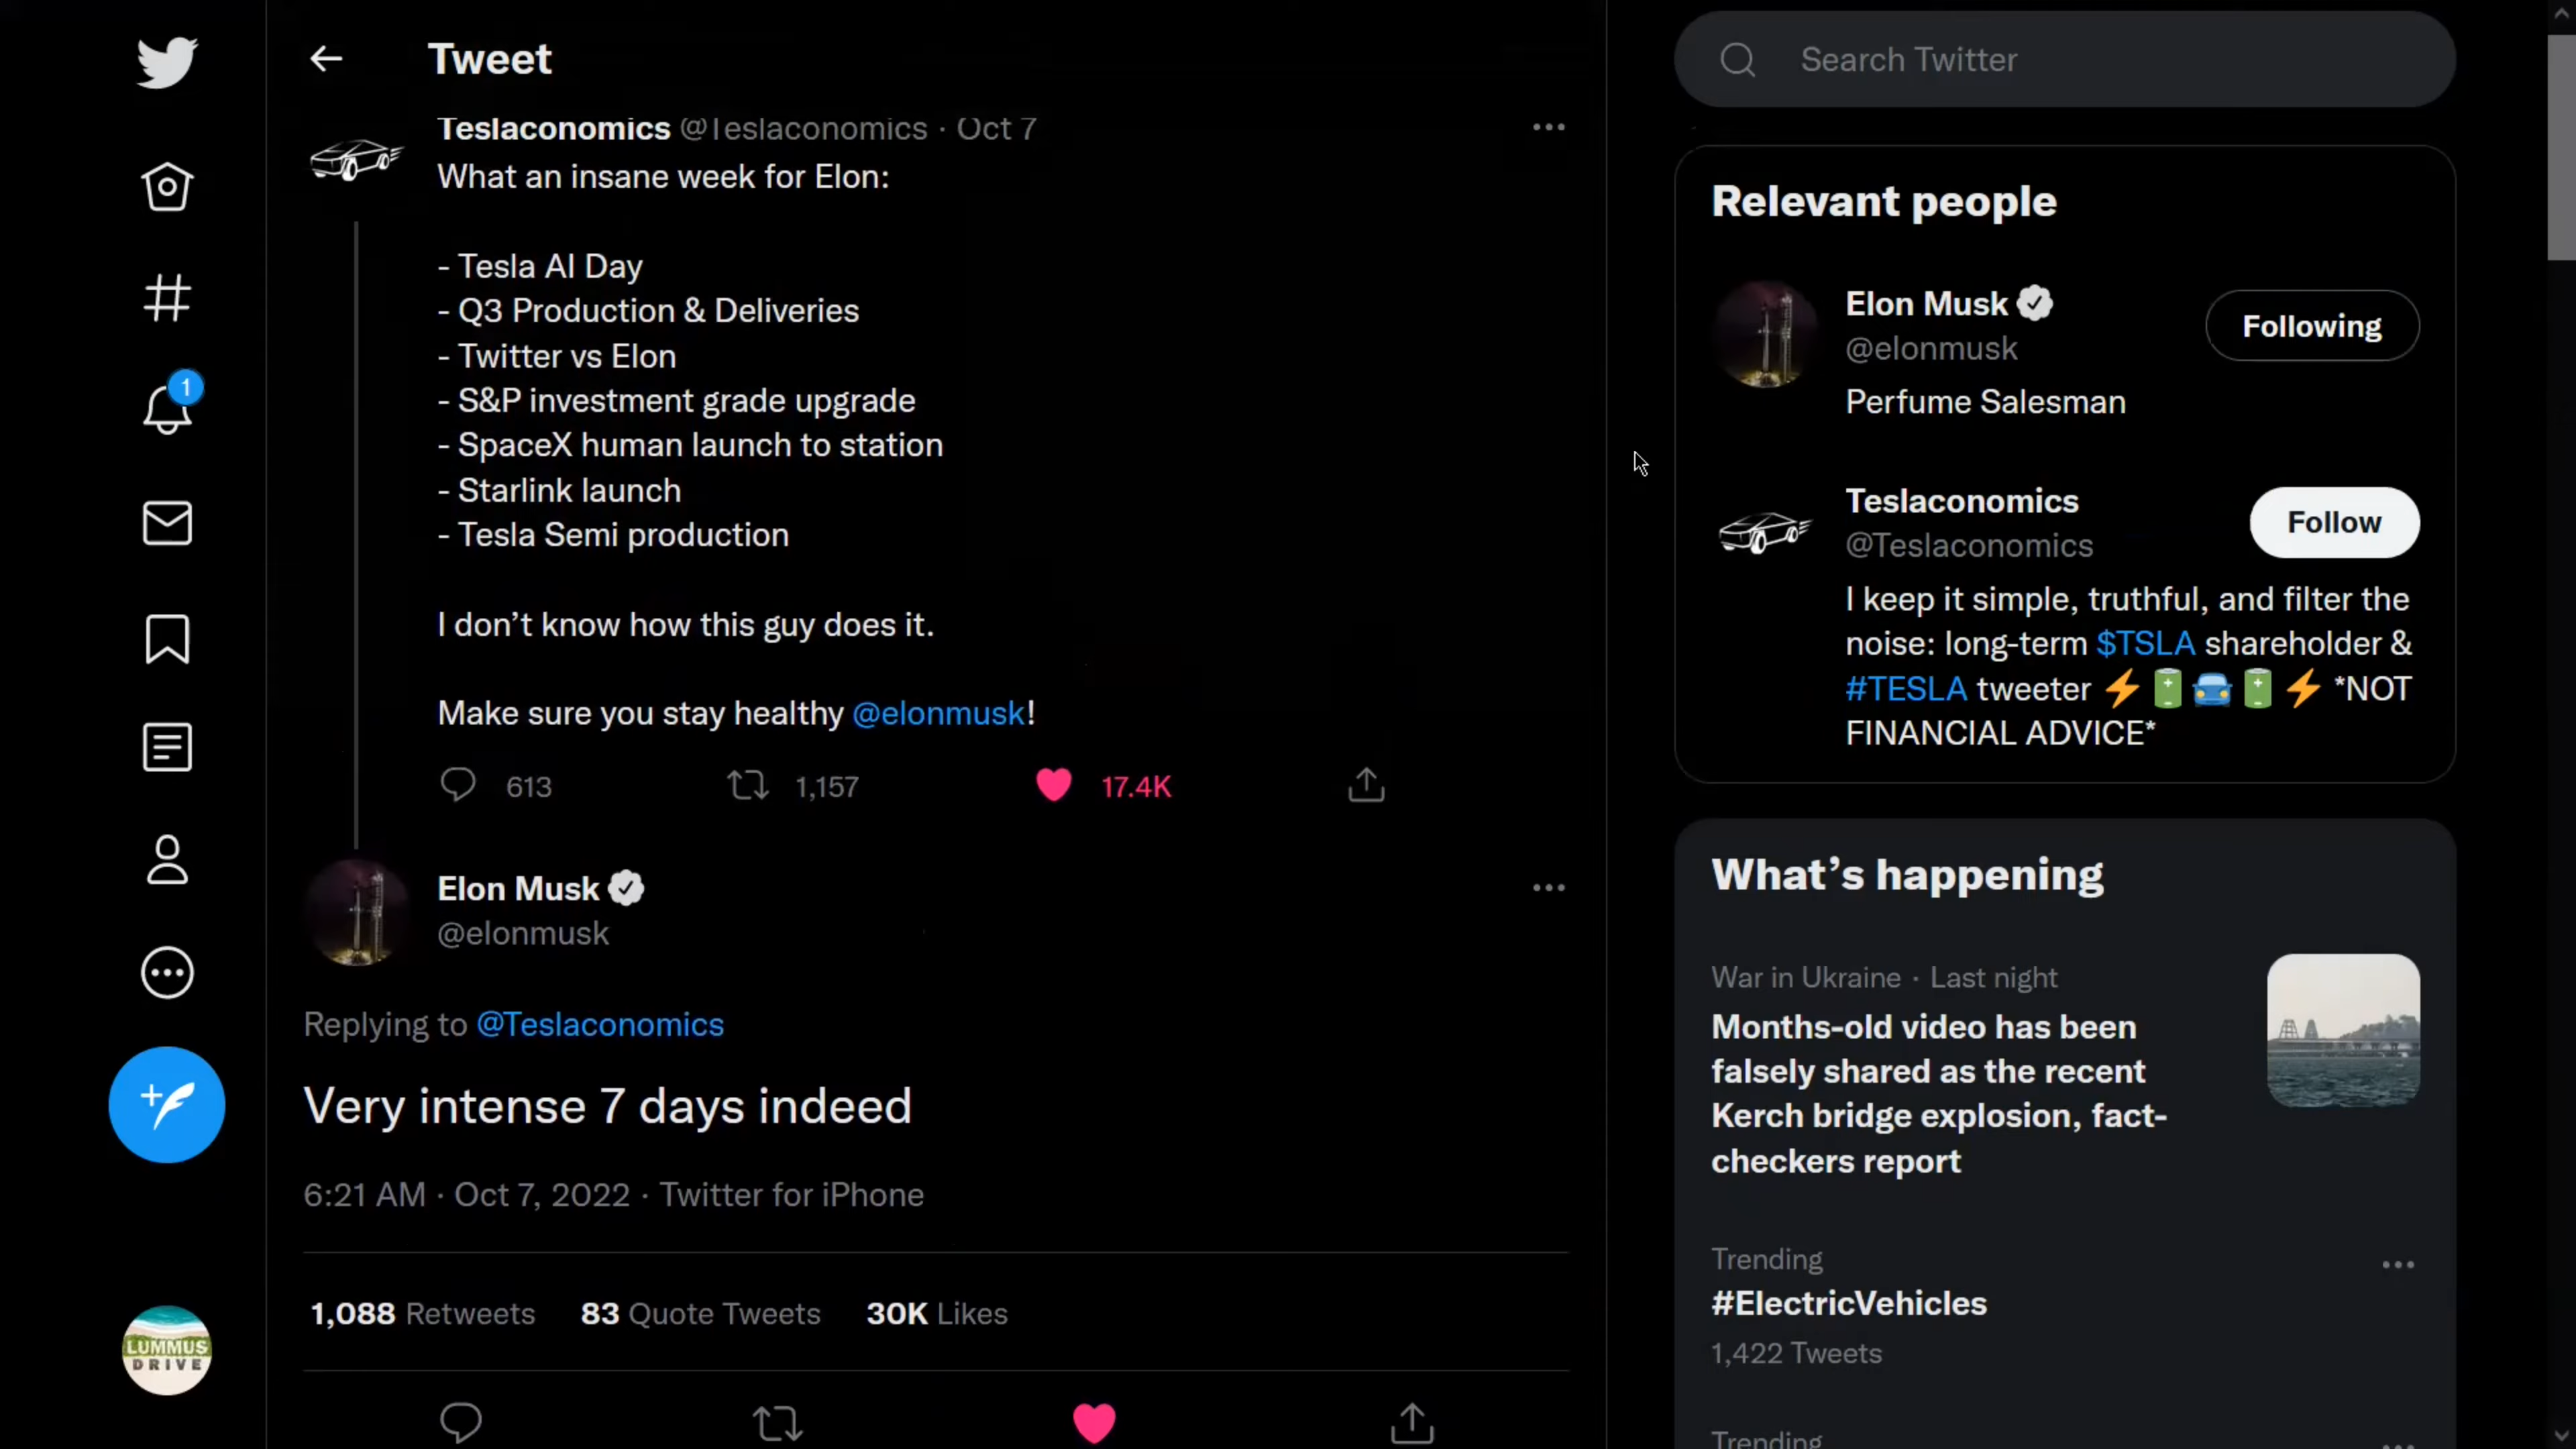 Tweet
Teslaconomics @Teslaconomics · Oct 7
What an insane week for Elon:
- Tesla AI Day
- Q3 Production & Deliveries
- Twitter vs Elon
- S&P investment grade upgrade
- SpaceX human launch to station
- Starlink launch
- Tesla Semi production
I don’t know how this guy does it.
Make sure you stay healthy @elonmusk!
613 1,157 17.4K
Elon Musk
@elonmusk
Replying to @Teslaconomics
Very intense 7 days indeed
6:21 AM · Oct 7, 2022 · Twitter for iPhone
1,088 Retweets 83 Quote Tweets 30K Likes
1
LUMMUS
DRIVE
Search Twitter
Relevant people
Elon Musk
@elonmusk
Following
Perfume Salesman
Teslaconomics
@Teslaconomics
Follow
I keep it simple, truthful, and filter the
noise: long-term $TSLA shareholder &
#TESLA tweeter ⚡🔋🚘🔋⚡ *NOT
FINANCIAL ADVICE*
What’s happening
War in Ukraine · Last night
Months-old video has been
falsely shared as the recent
Kerch bridge explosion, fact-
checkers report
Trending
#ElectricVehicles
1,422 Tweets
Trending